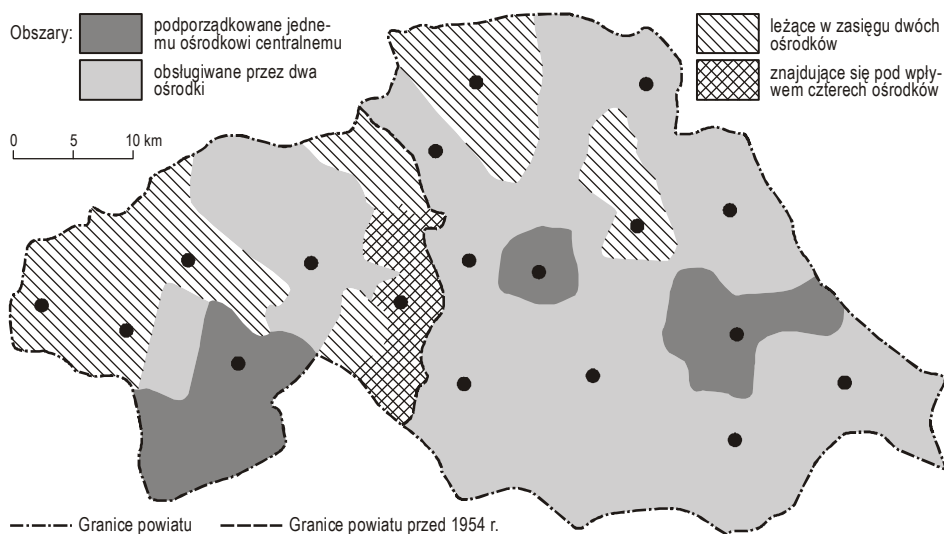 Obszary:
podporządkowane jedne-
mu ośrodkowi centralnemu
obsługiwane przez dwa
ośrodki
leżące w zasięgu dwóch
ośrodków
znajdujące się pod wpły-
wem czterech ośrodków
0 5 10 km
Granice powiatu
Granice powiatu przed 1954 r.